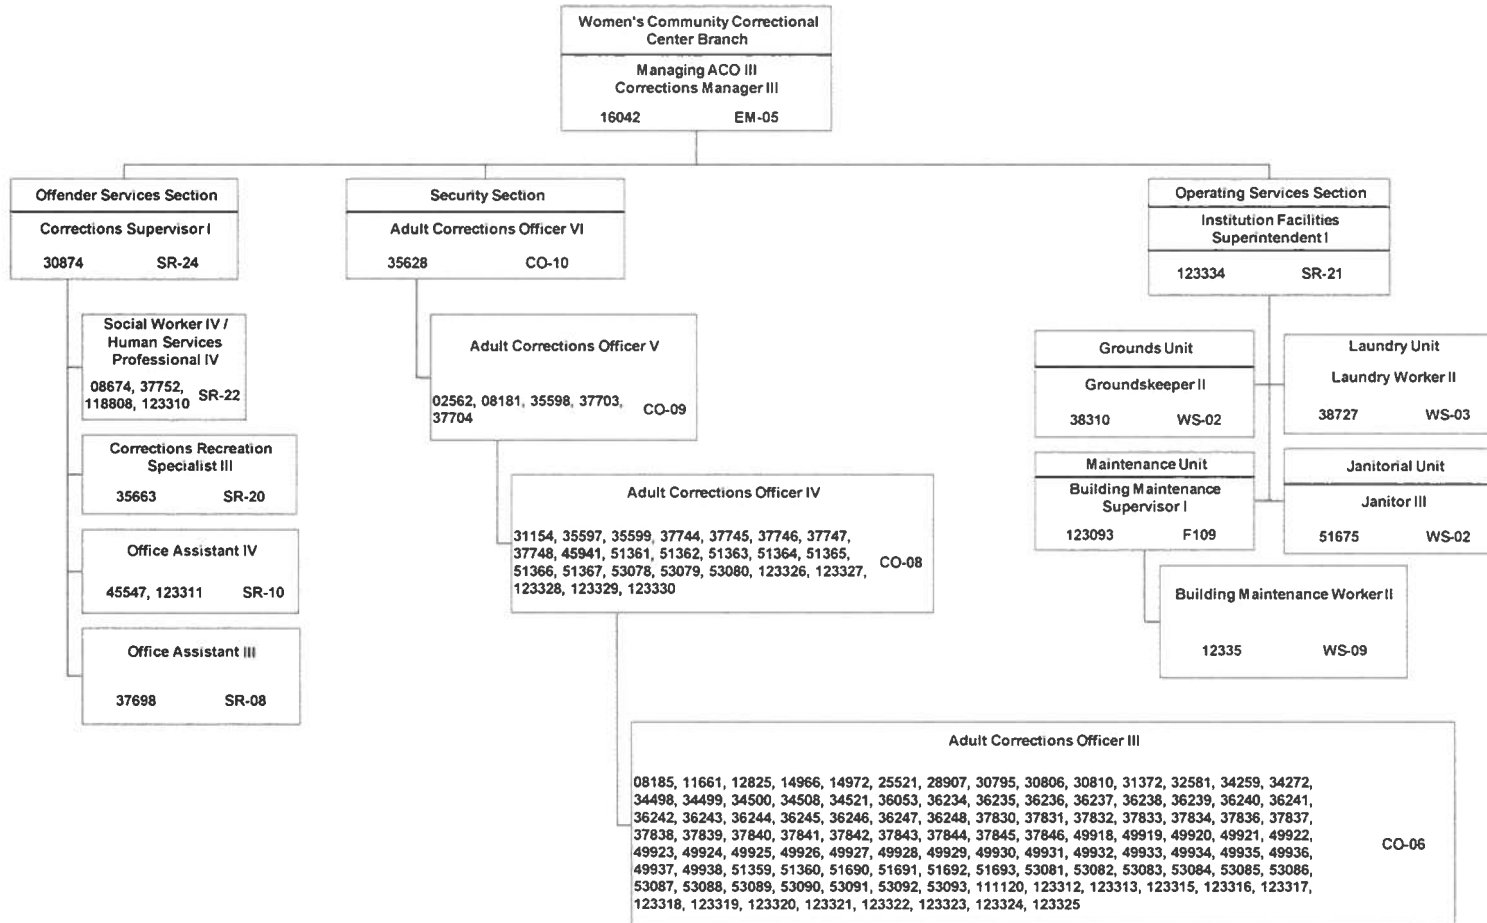 Women's Community Correctional
Center Branch
Managing ACO III
Corrections Manager III
16042 EM-05
Offender Services Section
Corrections Supervisor I
30874 SR-24
Social Worker IV /
Human Services
Professional IV
08674, 37752,
118808, 123310 SR-22
Corrections Recreation
Specialist III
35663 SR-20
Office Assistant IV
45547, 123311 SR-10
Office Assistant III
37698 SR-08
Security Section
Adult Corrections Officer VI
35628 CO-10
Adult Corrections Officer V
02562, 08181, 35598, 37703,
37704 CO-09
Adult Corrections Officer IV
31154, 35597, 35599, 37744, 37745, 37746, 37747,
37748, 45941, 51361, 51362, 51363, 51364, 51365,
51366, 51367, 53078, 53079, 53080, 123326, 123327,
123328, 123329, 123330
CO-08
Adult Corrections Officer III
08185, 11661, 12825, 14966, 14972, 25521, 28907, 30795, 30806, 30810, 31372, 32581, 34259, 34272,
34498, 34499, 34500, 34508, 34521, 36053, 36234, 36235, 36236, 36237, 36238, 36239, 36240, 36241,
36242, 36243, 36244, 36245, 36246, 36247, 36248, 37830, 37831, 37832, 37833, 37834, 37836, 37837,
37838, 37839, 37840, 37841, 37842, 37843, 37844, 37845, 37846, 49918, 49919, 49920, 49921, 49922,
49923, 49924, 49925, 49926, 49927, 49928, 49929, 49930, 49931, 49932, 49933, 49934, 49935, 49936,
49937, 49938, 51359, 51360, 51690, 51691, 51692, 51693, 53081, 53082, 53083, 53084, 53085, 53086,
53087, 53088, 53089, 53090, 53091, 53092, 53093, 111120, 123312, 123313, 123315, 123316, 123317,
123318, 123319, 123320, 123321, 123322, 123323, 123324, 123325
CO-06
Operating Services Section
Institution Facilities
Superintendent I
123334 SR-21
Grounds Unit
Groundskeeper II
38310 WS-02
Laundry Unit
Laundry Worker II
38727 WS-03
Maintenance Unit
Building Maintenance
Supervisor I
123093 F109
Janitorial Unit
Janitor III
51675 WS-02
Building Maintenance Worker II
12335 WS-09